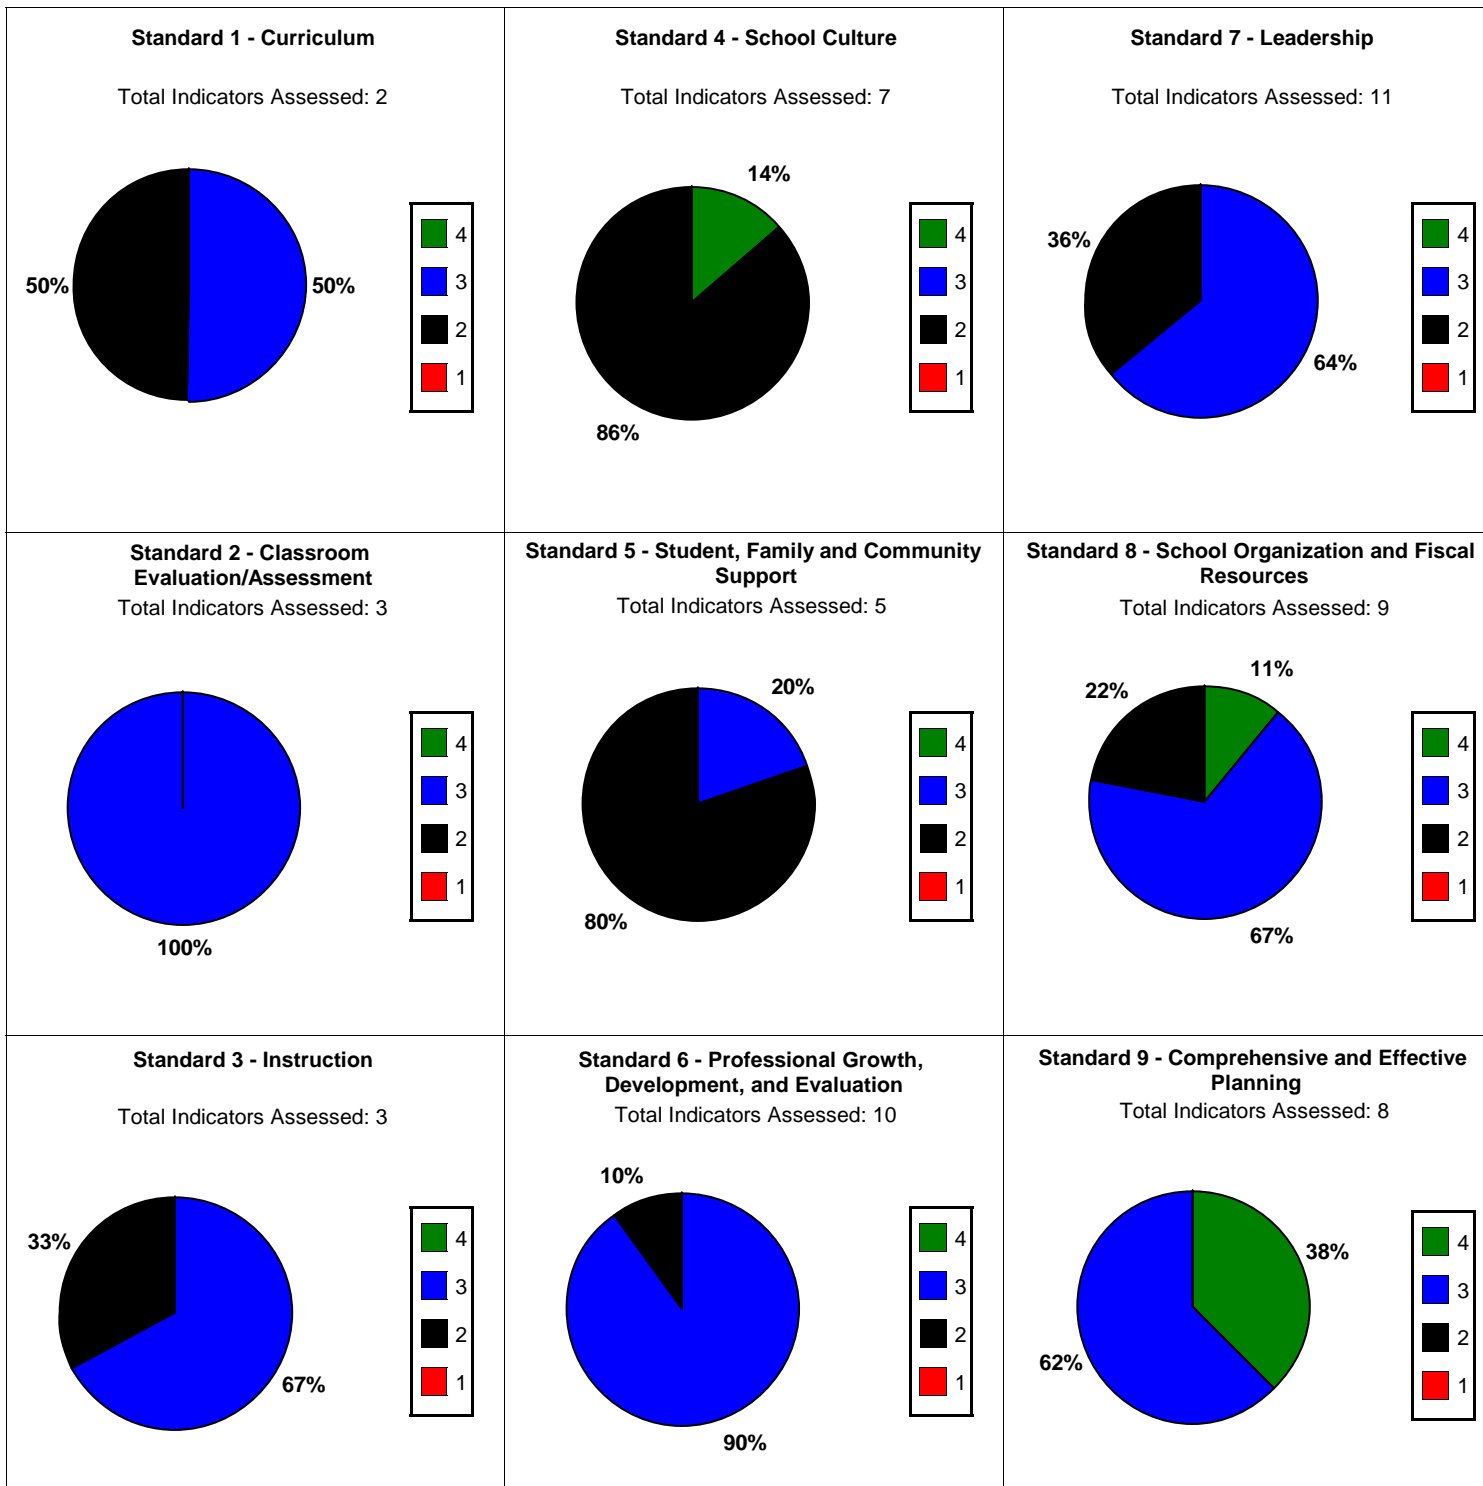 Standard 1 - Curriculum
Total Indicators Assessed: 2
50%
50%
4
3
2
1
Standard 4 - School Culture
Total Indicators Assessed: 7
14%
86%
4
3
2
1
Standard 7 - Leadership
Total Indicators Assessed: 11
36%
64%
4
3
2
1
Standard 2 - Classroom
Evaluation/Assessment
Total Indicators Assessed: 3
100%
4
3
2
1
Standard 5 - Student, Family and Community
Support
Total Indicators Assessed: 5
20%
80%
4
3
2
1
Standard 8 - School Organization and Fiscal
Resources
Total Indicators Assessed: 9
11%
22%
67%
4
3
2
1
Standard 3 - Instruction
Total Indicators Assessed: 3
33%
67%
4
3
2
1
Standard 6 - Professional Growth,
Development, and Evaluation
Total Indicators Assessed: 10
10%
90%
4
3
2
1
Standard 9 - Comprehensive and Effective
Planning
Total Indicators Assessed: 8
38%
62%
4
3
2
1